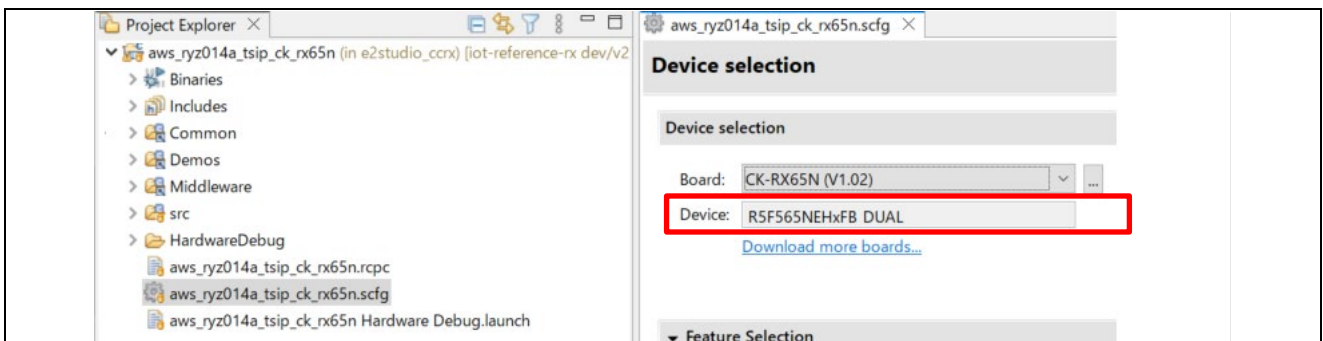 Project Explorer
aws_ryz014a_tsip_ck_rx65n (in e2studio_ccrx) [iot-reference-rx dev/v2
Binaries
Includes
Common
Demos
Middleware
src
HardwareDebug
aws_ryz014a_tsip_ck_rx65n.rcpc
aws_ryz014a_tsip_ck_rx65n.scfg
aws_ryz014a_tsip_ck_rx65n Hardware Debug.launch
aws_ryz014a_tsip_ck_rx65n.scfg
Device selection
Device selection
Board: CK-RX65N (V1.02) ...
Device: R5F565NEHxFB DUAL
Download more boards...
Feature Selection